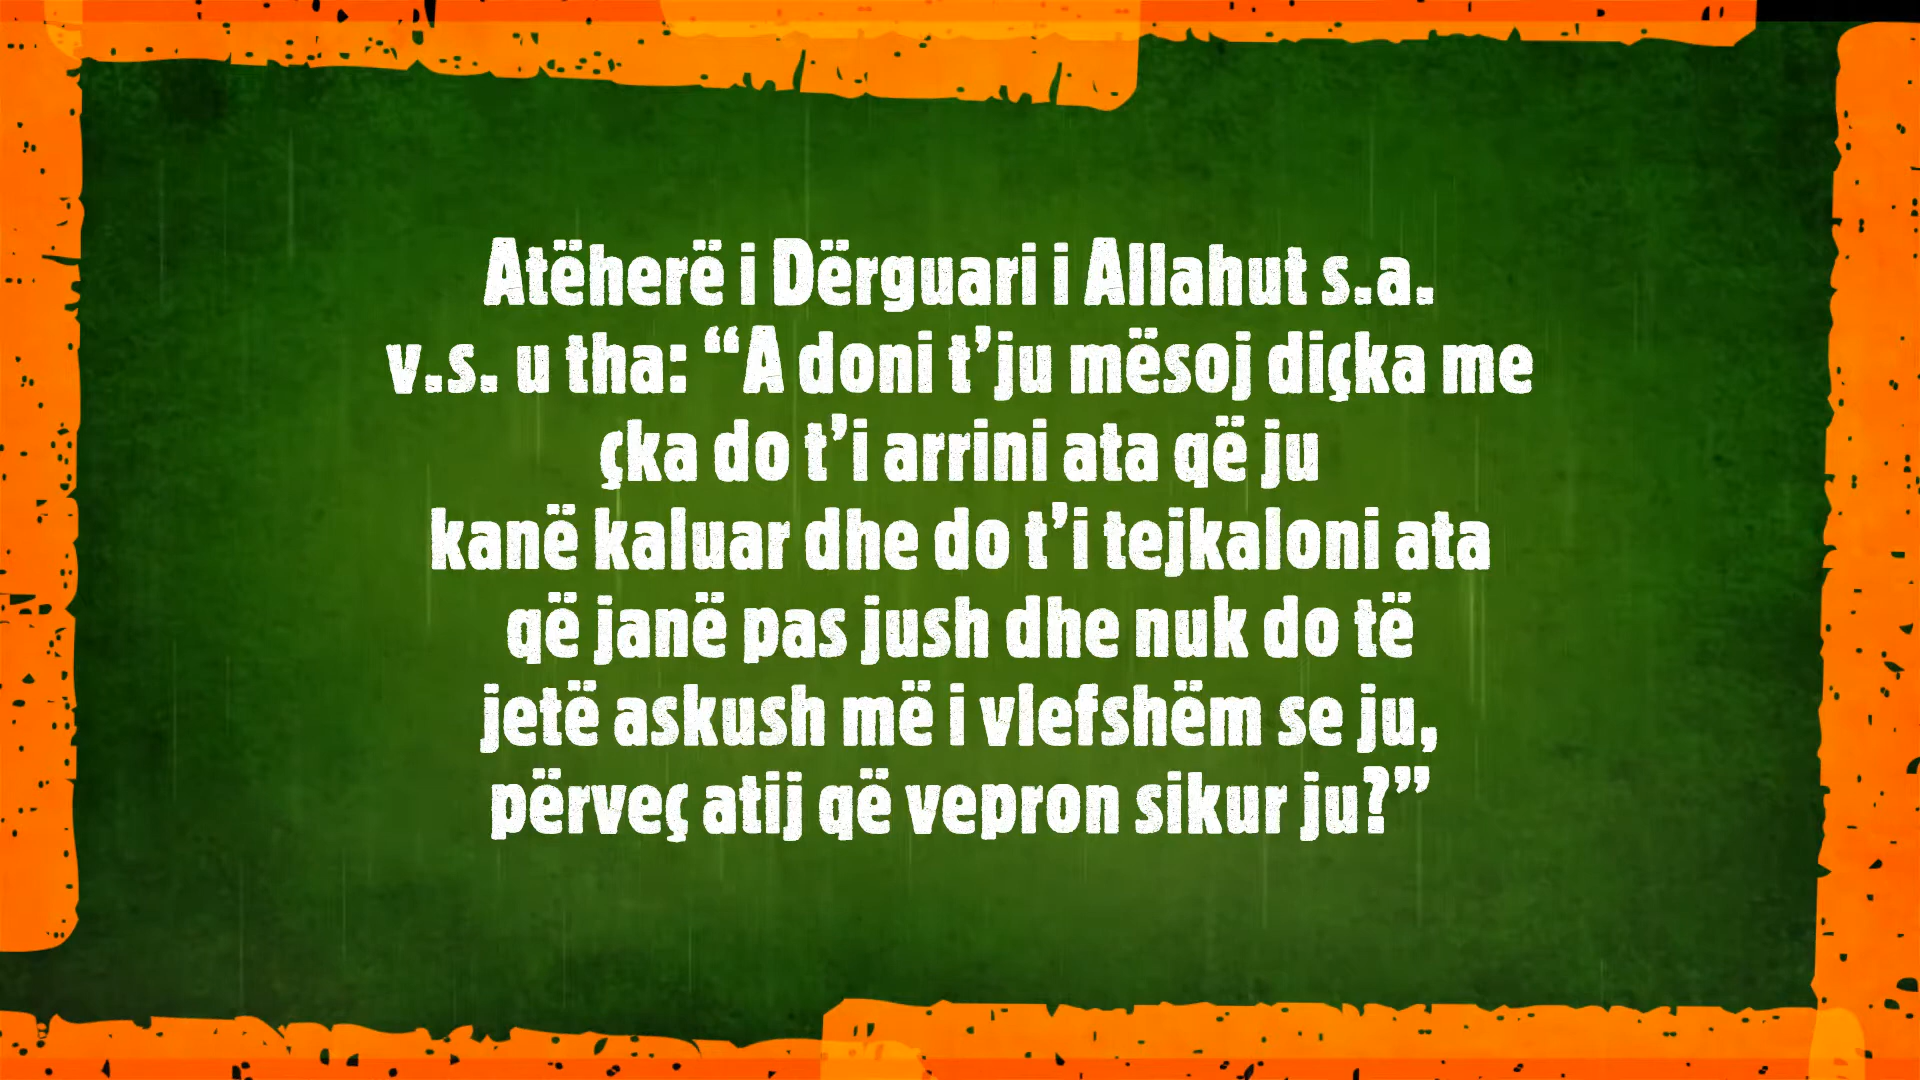 Atëherë i Dërguari i Allahut s.a.
v.s. u tha: “A doni t’ju mësoj diçka me
çka do t’i arrini ata që ju
kanë kaluar dhe do t’i tejkaloni ata
që janë pas jush dhe nuk do të
jetë askush më i vlefshëm se ju,
përveç atij që vepron sikur ju?”